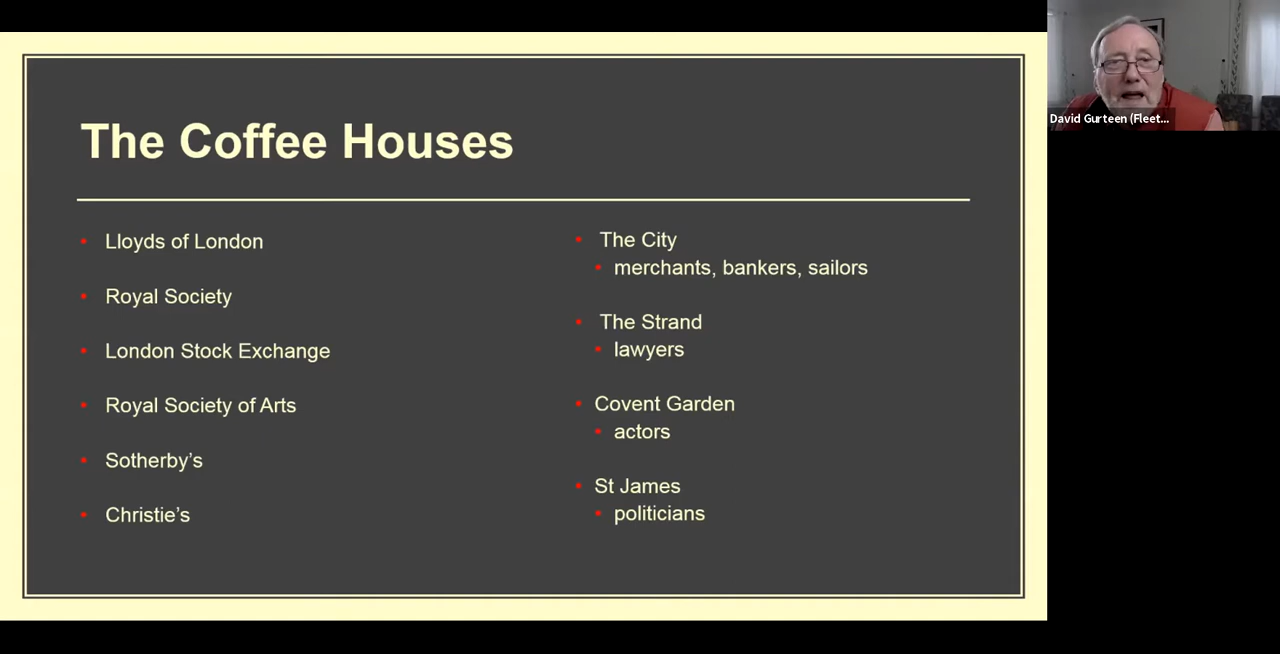 The Coffee Houses
Lloyds of London
Royal Society
London Stock Exchange
Royal Society of Arts
Sotherby’s
Christie’s
The City
merchants, bankers, sailors
The Strand
lawyers
Covent Garden
actors
St James
politicians
David Gurteen (Fleet...